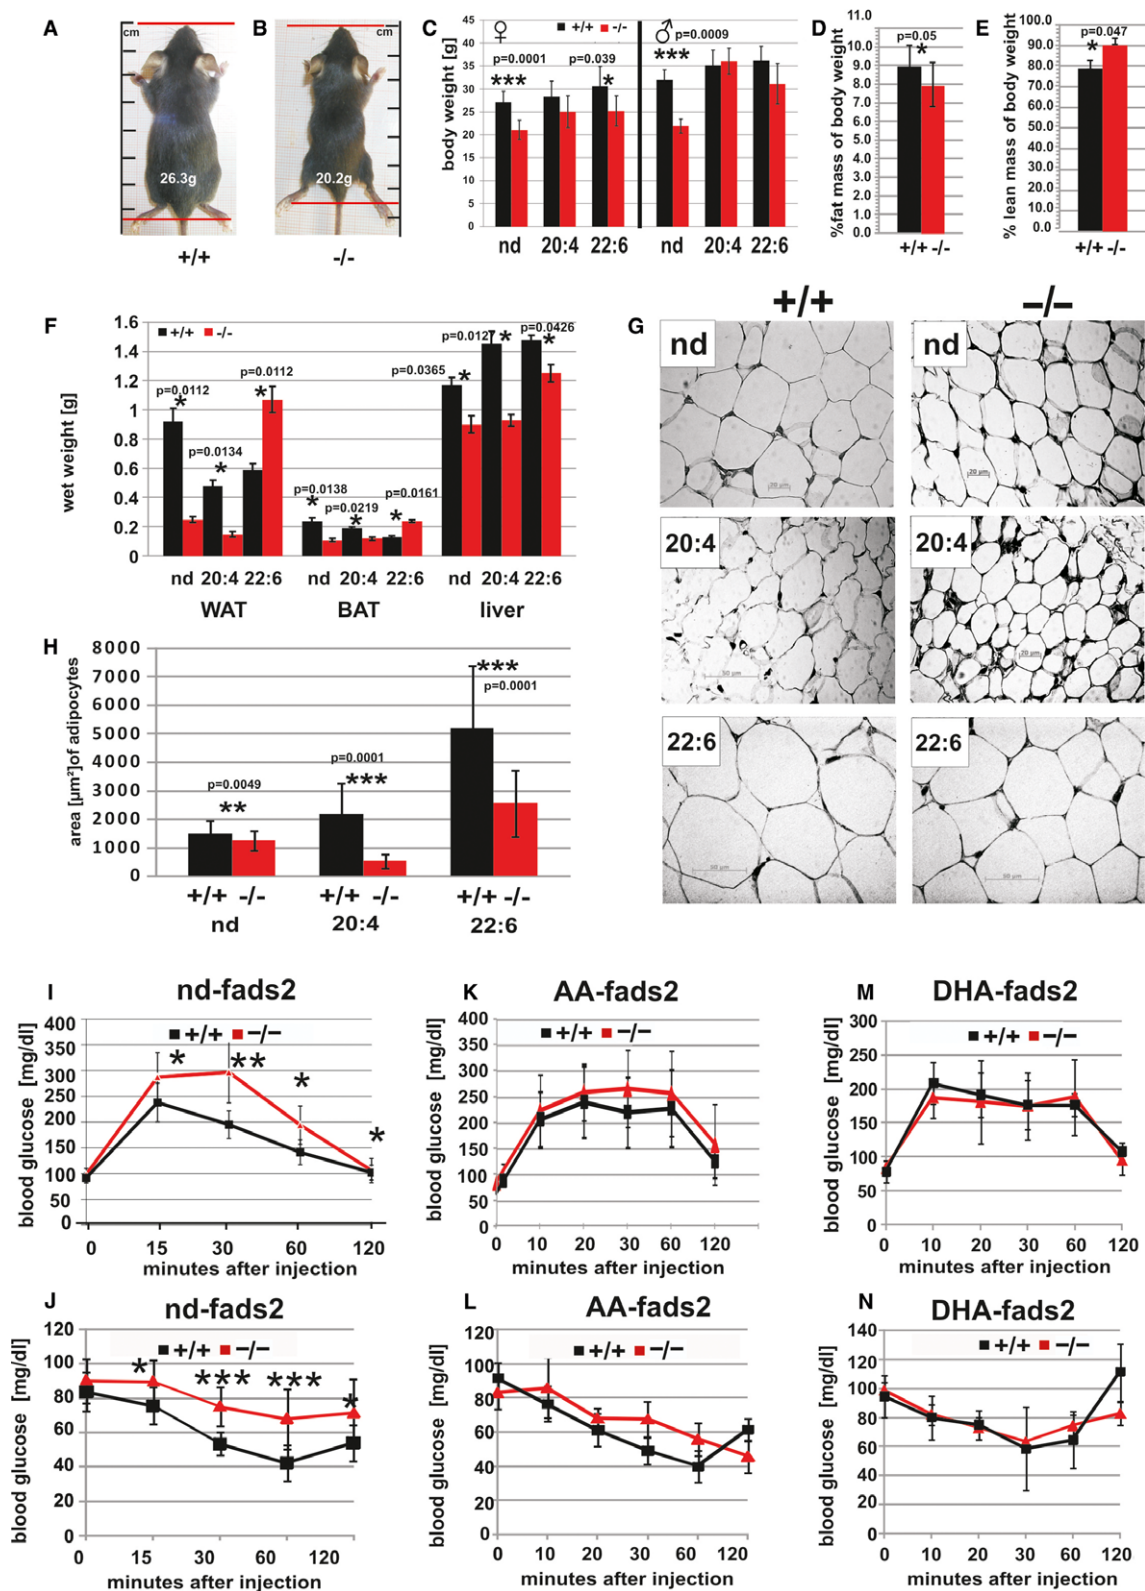 A
cm
26.3g
+/+
B
cm
20.2g
-/-
C
body weight [g]
45
40
35
30
25
20
15
10
5
0
♀ +/+ -/- ♂
p=0.0001 p=0.039 p=0.0009
*** * ***
nd 20:4 22:6 nd 20:4 22:6
D
%fat mass of body weight
11.0
10.0
9.0
8.0
7.0
6.0
5.0
4.0
3.0
2.0
1.0
0.0
p=0.05
*
+/+ -/-
E
% lean mass of body weight
100.0
90.0
80.0
70.0
60.0
50.0
40.0
30.0
20.0
10.0
0.0
p=0.047
*
+/+ -/-
F
wet weight [g]
1.6
1.4
1.2
1
0.8
0.6
0.4
0.2
0
+/+ -/-
p=0.0112
*
p=0.0134
*
p=0.0112
*
p=0.0138
*
p=0.0219
*
p=0.0161
*
p=0.0365
*
p=0.012
*
p=0.0426
*
nd 20:4 22:6 nd 20:4 22:6 nd 20:4 22:6
WAT BAT liver
G
+/+ −/−
nd nd
20 µm
20:4 20:4
50 µm 20 µm
22:6 22:6
50 µm 50 µm
H
area [µm²]of adipocytes
8000
7000
6000
5000
4000
3000
2000
1000
0
p=0.0049
**
p=0.0001
***
***
p=0.0001
+/+ -/- +/+ -/- +/+ -/-
nd 20:4 22:6
I
nd-fads2
blood glucose [mg/dl]
400
350
300
250
200
150
100
50
0
+/+ −/−
* ** * *
0 15 30 60 120
minutes after injection
K
AA-fads2
blood glucose [mg/dl]
400
350
300
250
200
150
100
50
0
+/+ −/−
0 10 20 30 60 120
minutes after injection
M
DHA-fads2
blood glucose [mg/dl]
300
250
200
150
100
50
0
+/+ −/−
0 10 20 30 60 120
minutes after injection
J
nd-fads2
blood glucose [mg/dl]
120
100
80
60
40
20
0
+/+ −/−
* *** *** *
0 15 30 60 120
minutes after injection
L
AA-fads2
blood glucose [mg/dl]
120
100
80
60
40
20
0
+/+ −/−
0 10 20 30 60 120
minutes after injection
N
DHA-fads2
blood glucose [mg/dl]
140
120
100
80
60
40
20
0
+/+ −/−
0 10 20 30 60 120
minutes after injection